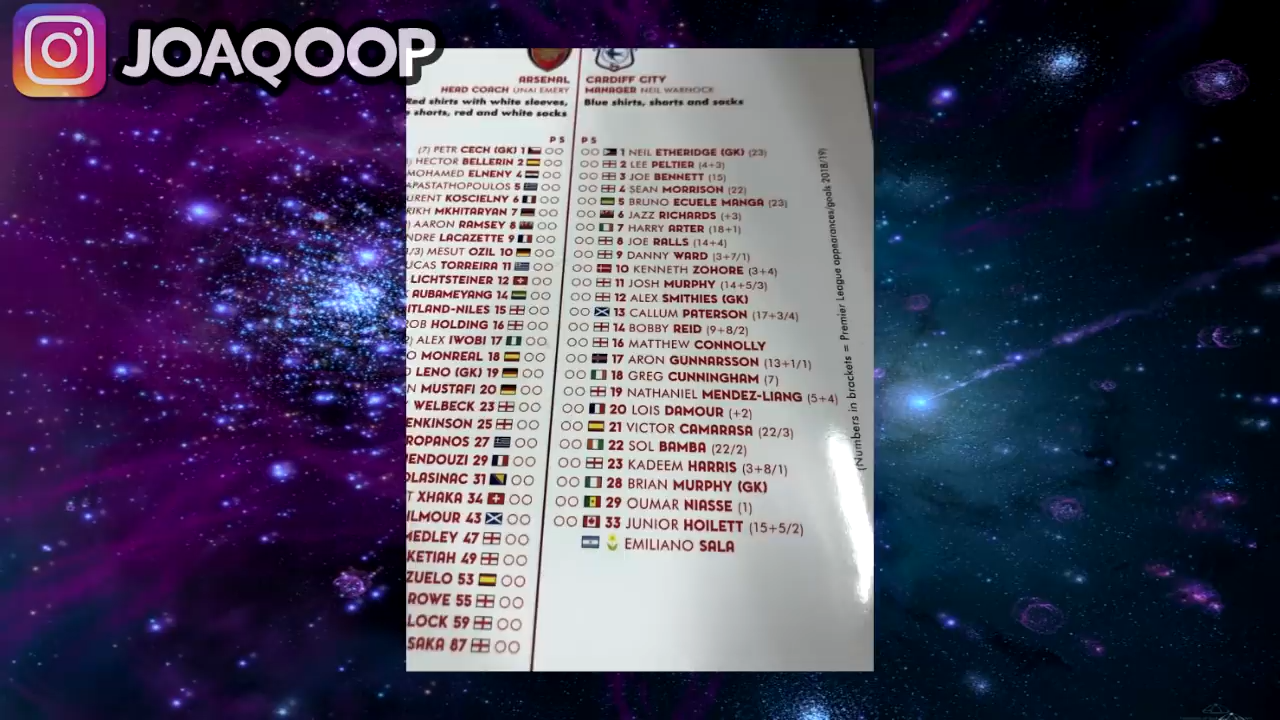 JOAQOOP
ARSENAL
HEAD COACH UNAI EMERY
Red shirts with white sleeves,
shorts, red and white socks
P S
(7) PETR CECH (GK) 1
HECTOR BELLERIN 2
MOHAMED ELNENY 4
APASTATHOPOULOS 5
URENT KOSCIELNY 6
RIKH MKHITARYAN 7
AARON RAMSEY 8
NDRE LACAZETTE 9
/3) MESUT OZIL 10
UCAS TORREIRA 11
LICHTSTEINER 12
AUBAMEYANG 14
ITLAND-NILES 15
OB HOLDING 16
ALEX IWOBI 17
O MONREAL 18
LENO (GK) 19
N MUSTAFI 20
WELBECK 23
ENKINSON 25
ROPANOS 27
ENDOUZI 29
OLASINAC 31
T XHAKA 34
ILMOUR 43
MEDLEY 47
KETIAH 49
ZUELO 53
ROWE 55
LOCK 59
SAKA 87
CARDIFF CITY
MANAGER NEIL WARNOCK
Blue shirts, shorts and socks
P S
1 NEIL ETHERIDGE (GK) (23)
2 LEE PELTIER (4+3)
3 JOE BENNETT (15)
4 SEAN MORRISON (22)
5 BRUNO ECUELE MANGA (23)
6 JAZZ RICHARDS (+3)
7 HARRY ARTER (18+1)
8 JOE RALLS (14+4)
9 DANNY WARD (3+7/1)
10 KENNETH ZOHORE (3+4)
11 JOSH MURPHY (14+5/3)
12 ALEX SMITHIES (GK)
13 CALLUM PATERSON (17+3/4)
14 BOBBY REID (9+8/2)
16 MATTHEW CONNOLLY
17 ARON GUNNARSSON (13+1/1)
18 GREG CUNNINGHAM (7)
19 NATHANIEL MENDEZ-LIANG (5+4)
20 LOIS DAMOUR (+2)
21 VICTOR CAMARASA (22/3)
22 SOL BAMBA (22/2)
23 KADEEM HARRIS (3+8/1)
28 BRIAN MURPHY (GK)
29 OUMAR NIASSE (1)
33 JUNIOR HOILETT (15+5/2)
EMILIANO SALA
(Numbers in brackets = Premier League appearances/goals 2018/19)